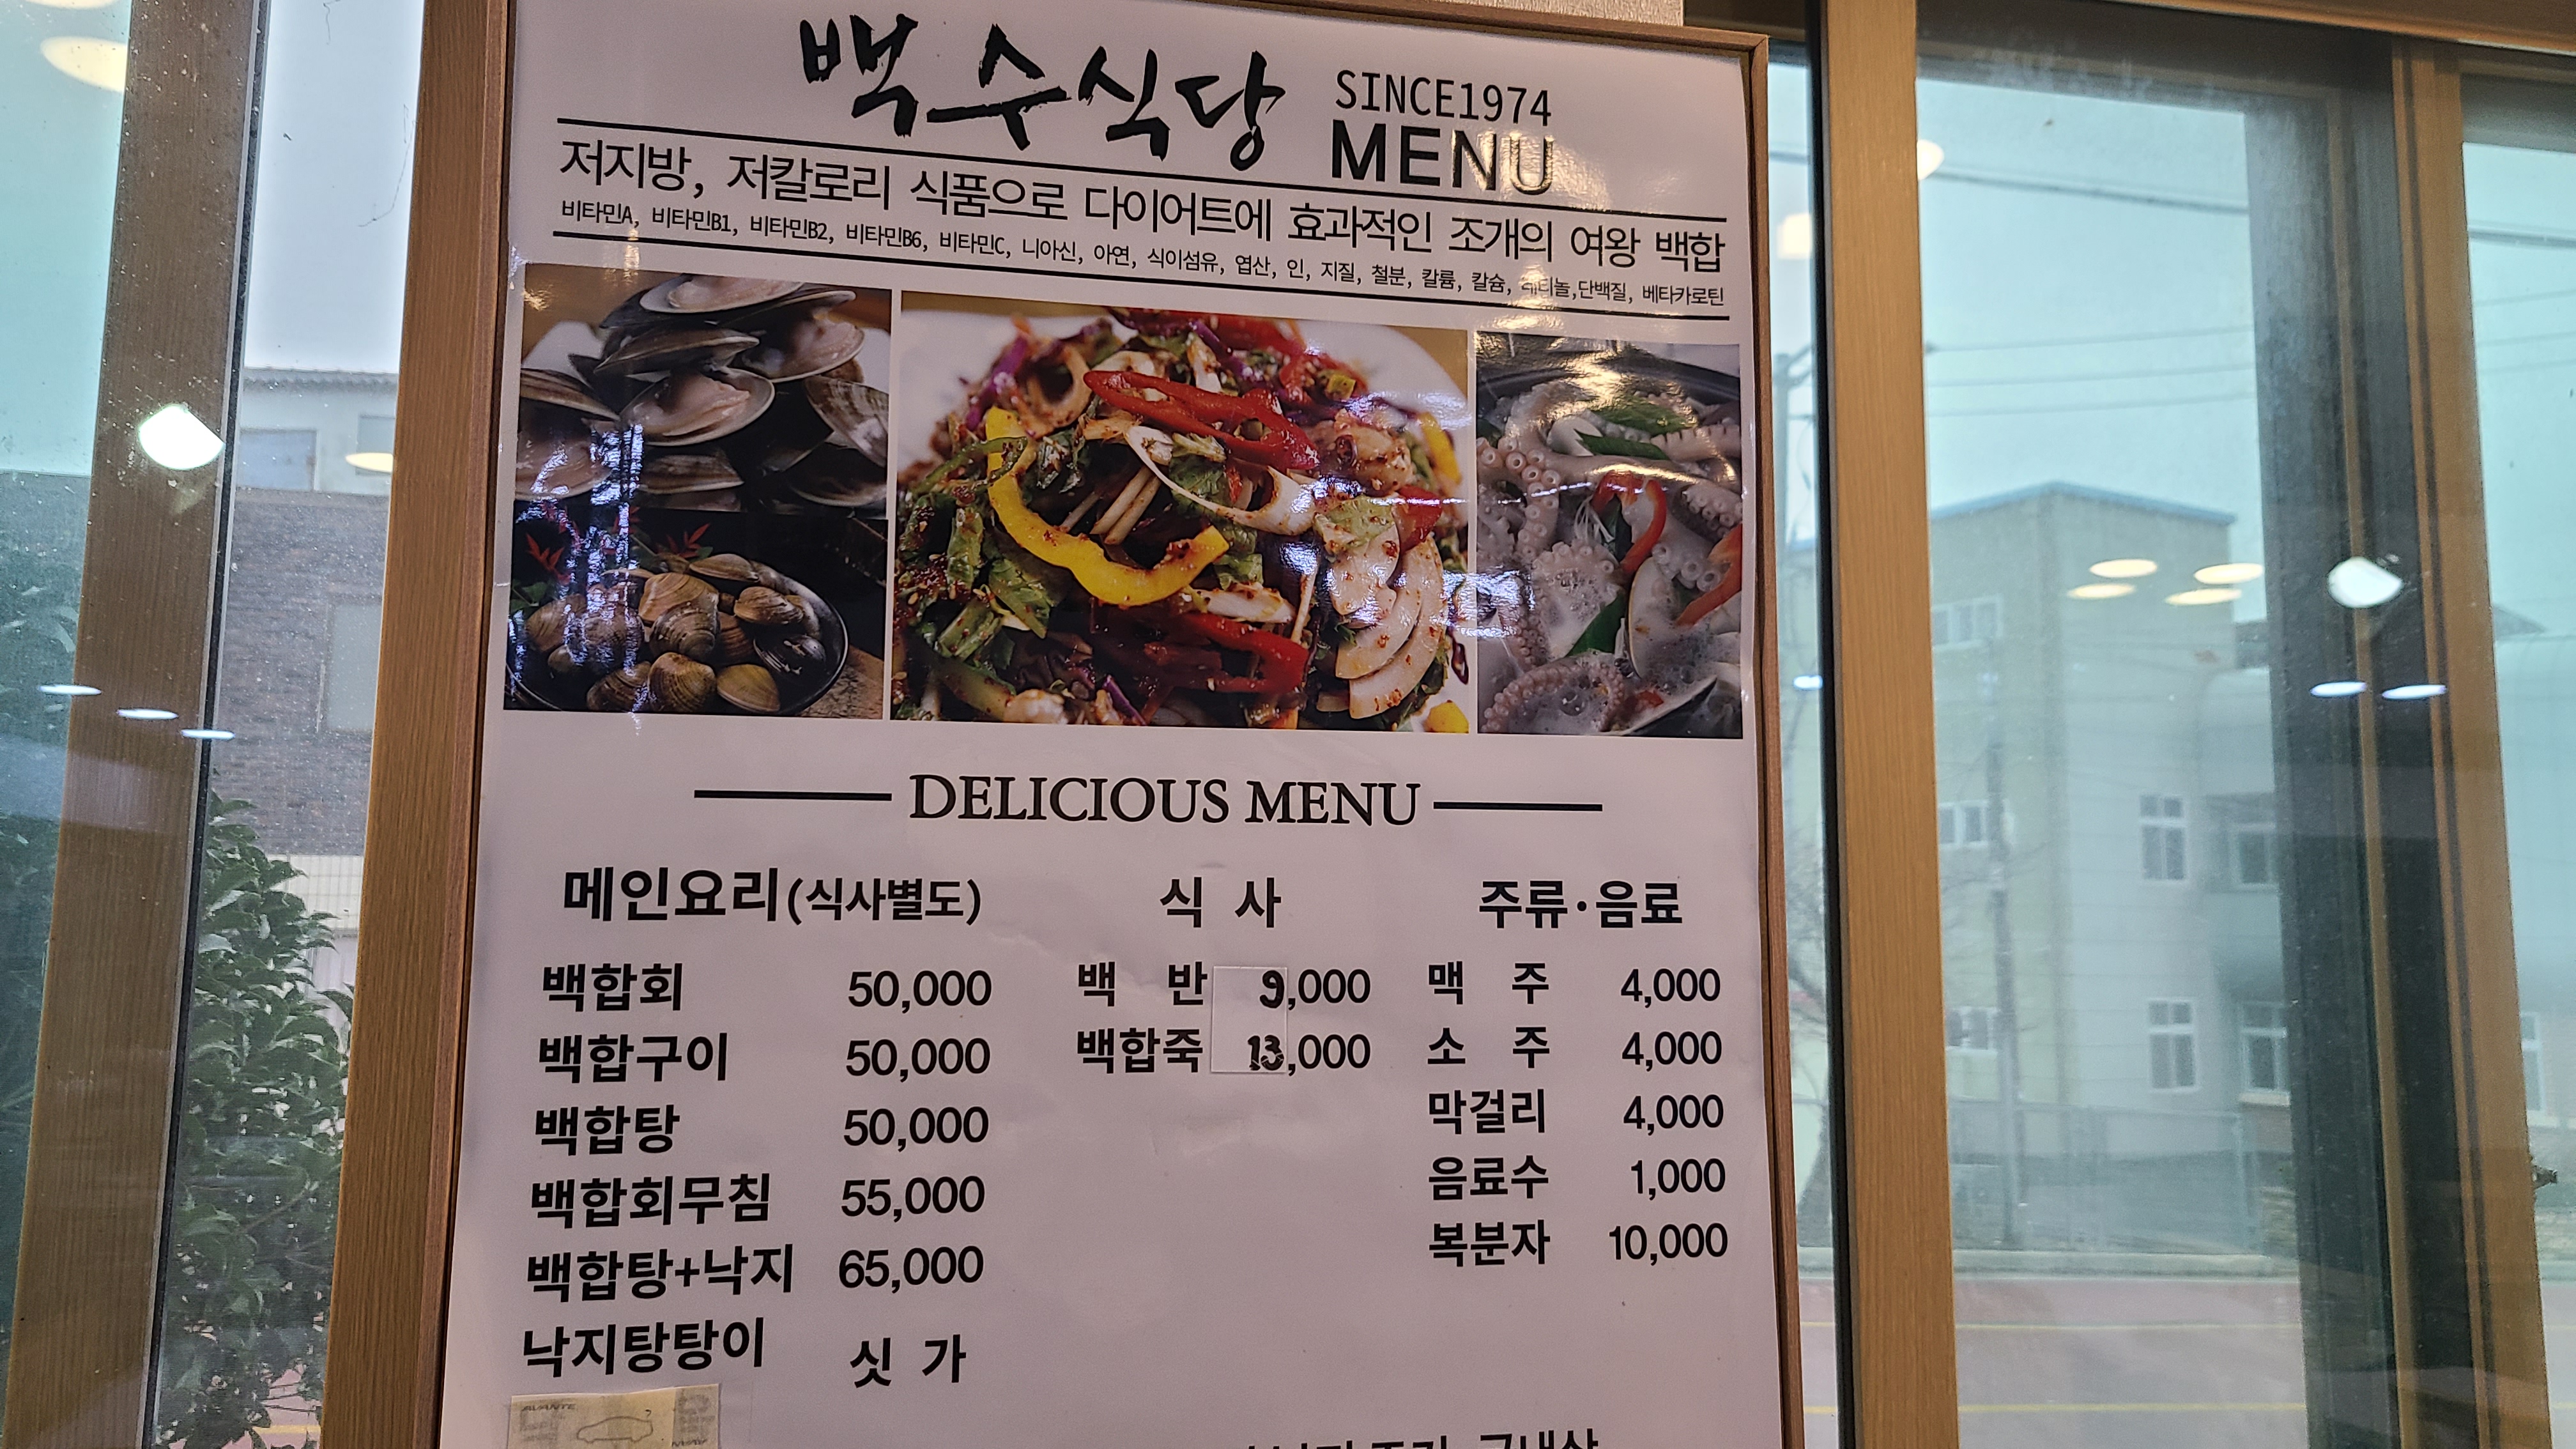 백수식당 SINCE1974
MENU
저지방, 저칼로리 식품으로 다이어트에 효과적인 조개의 여왕 백합
비타민A, 비타민B1, 비타민B2, 비타민B6, 비타민C, 니아신, 아연, 식이섬유, 엽산, 인, 지질, 철분, 칼륨, 칼슘, 레티놀,단백질, 베타카로틴
DELICIOUS MENU
메인요리(식사별도)
백합회 50,000
백합구이 50,000
백합탕 50,000
백합회무침 55,000
백합탕+낙지 65,000
낙지탕탕이 싯 가
식 사
백 반 9,000
백합죽 13,000
주류·음료
맥 주 4,000
소 주 4,000
막걸리 4,000
음료수 1,000
복분자 10,000
AVANTE
국내산